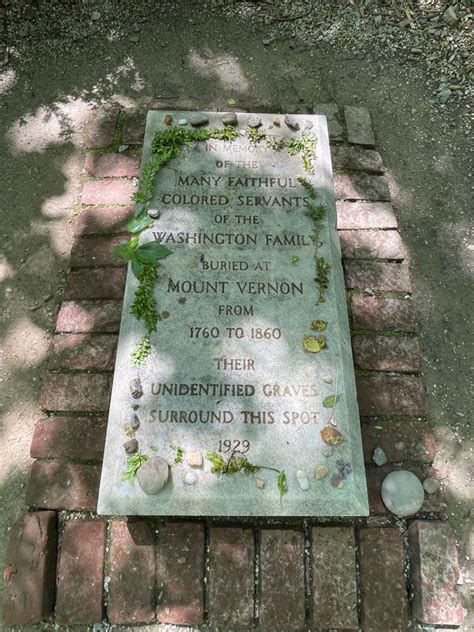 IN MEMORY
OF THE
MANY FAITHFUL
COLORED SERVANTS
OF THE
WASHINGTON FAMILY
BURIED AT
MOUNT VERNON
FROM
1760 TO 1860
THEIR
UNIDENTIFIED GRAVES
SURROUND THIS SPOT
1929